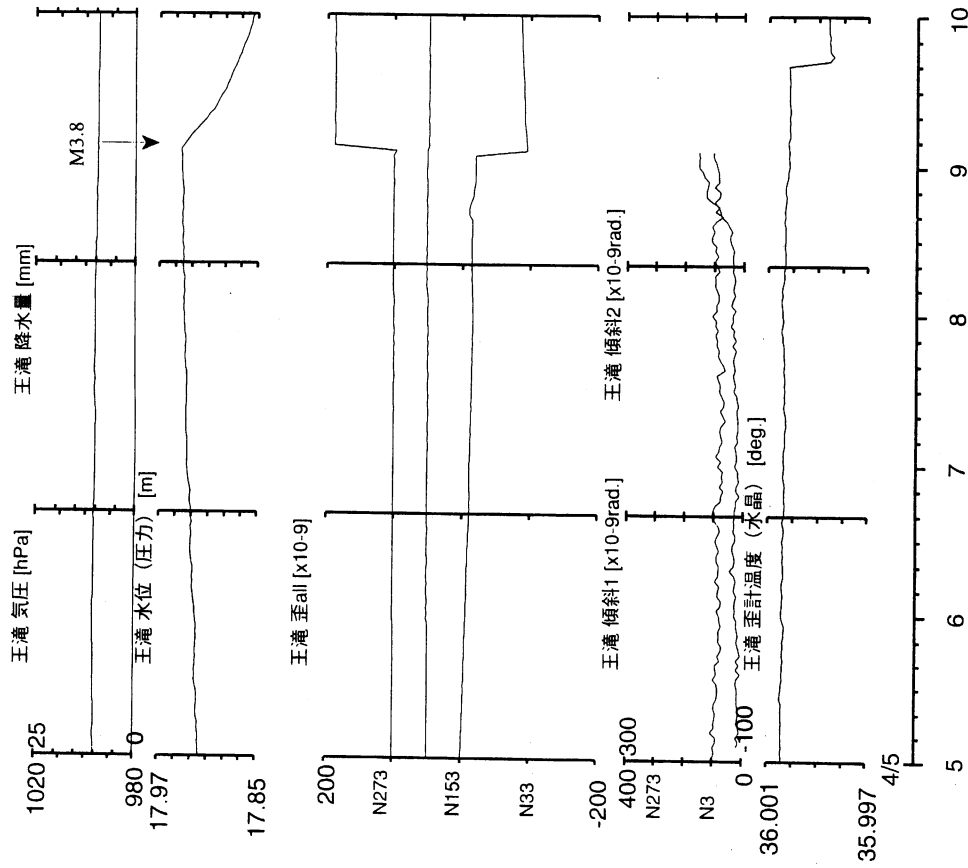 王滝 気圧 [hPa]
王滝 降水量 [mm]
1020
25
980
0
M3.8
王滝 水位（圧力） [m]
17.97
17.85
王滝 歪all [x10-9]
200
N273
N153
N33
-200
王滝 傾斜1 [x10-9rad.]
王滝 傾斜2 [x10-9rad.]
400
300
N273
N3
0
-100
王滝 歪計温度（水晶） [deg.]
36.001
35.997
4/5
5
6
7
8
9
10